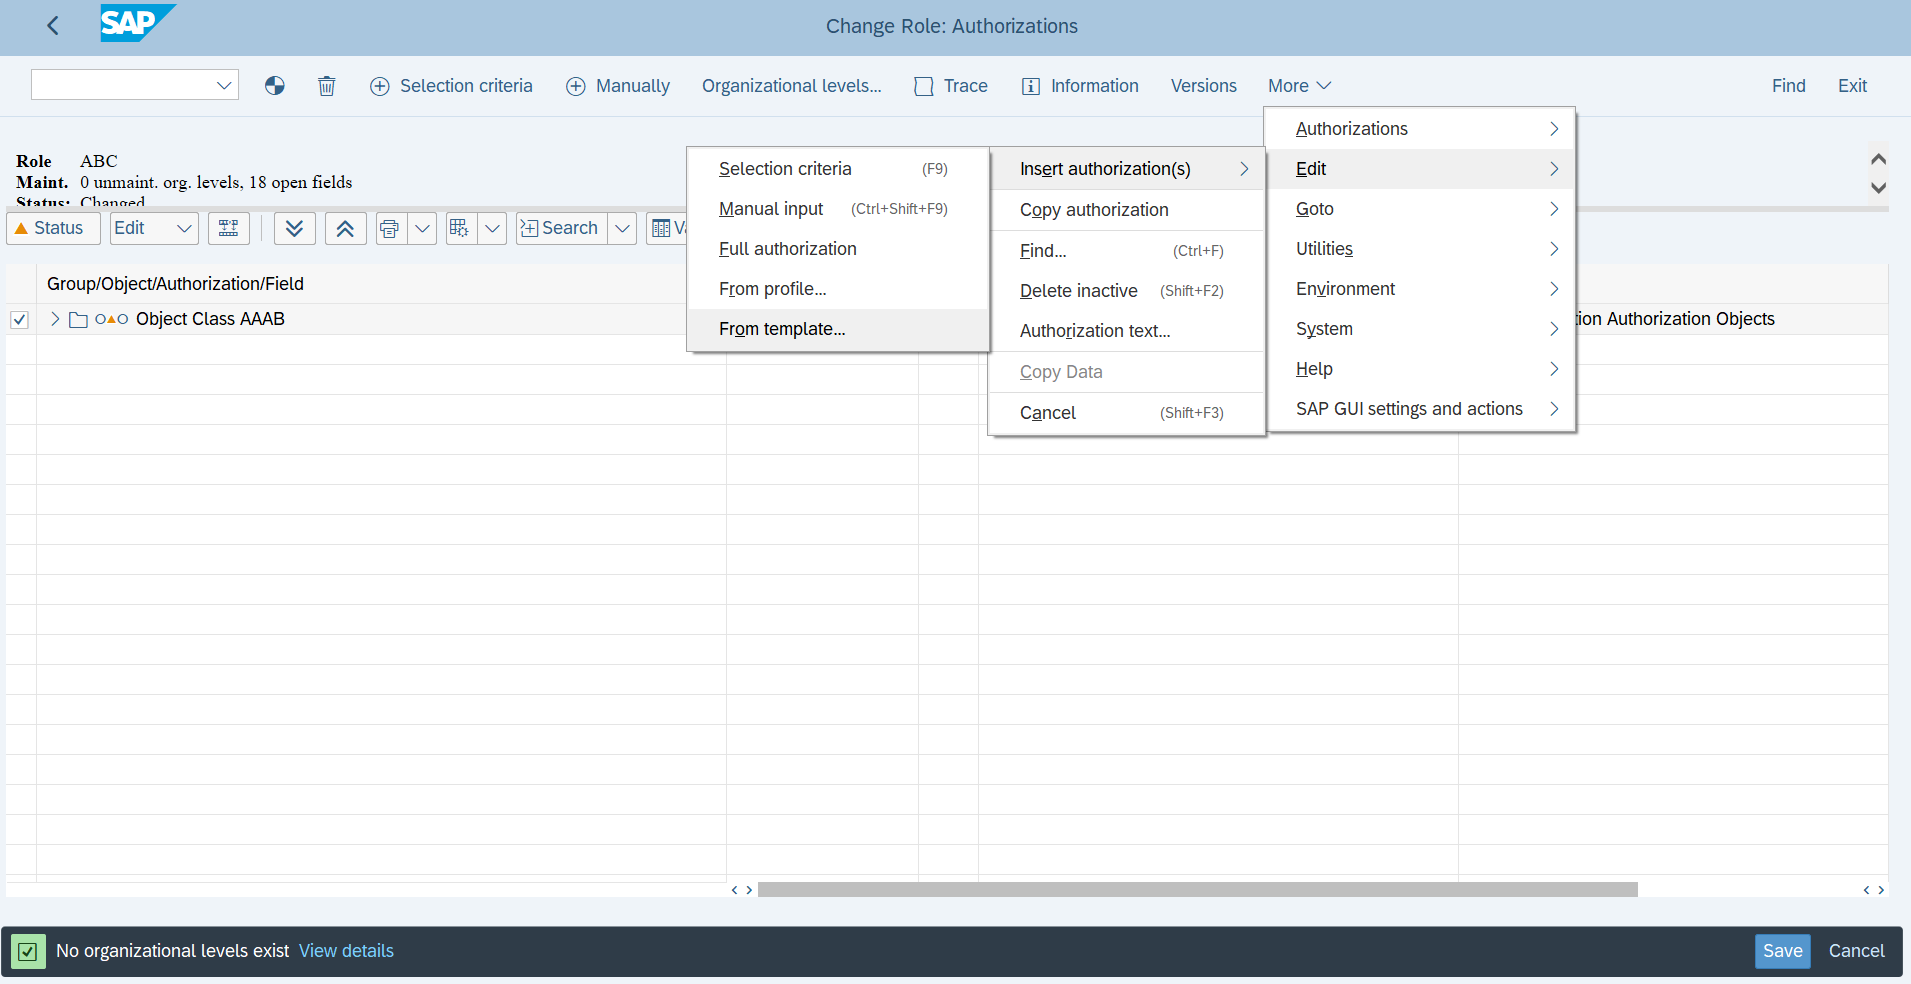 SAP
Change Role: Authorizations
Selection criteria
Manually
Organizational levels...
Trace
Information
Versions
More
Find
Exit
Role ABC
Maint. 0 unmaint. org. levels, 18 open fields
Status: Changed
Status
Edit
Search
Group/Object/Authorization/Field
Object Class AAAB
Authorization Objects
Authorizations
Edit
Goto
Utilities
Environment
System
Help
SAP GUI settings and actions
Insert authorization(s)
Copy authorization
Find... (Ctrl+F)
Delete inactive (Shift+F2)
Authorization text...
Copy Data
Cancel (Shift+F3)
Selection criteria (F9)
Manual input (Ctrl+Shift+F9)
Full authorization
From profile...
From template...
No organizational levels exist View details
Save
Cancel